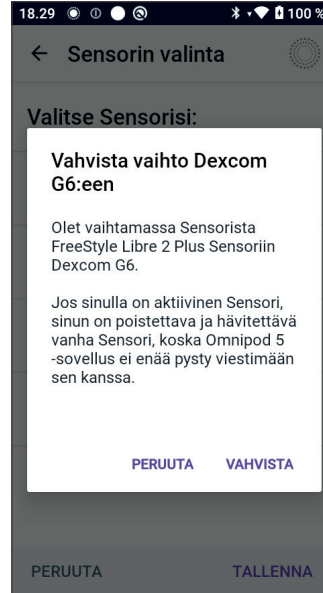 18.29 100 %
Sensorin valinta
Valitse Sensorisi:
Vahvista vaihto Dexcom
G6:een
Olet vaihtamassa Sensorista
FreeStyle Libre 2 Plus Sensoriin
Dexcom G6.
Jos sinulla on aktiivinen Sensori,
sinun on poistettava ja hävitettävä
vanha Sensori, koska Omnipod 5
-sovellus ei enää pysty viestimään
sen kanssa.
PERUUTA VAHVISTA
PERUUTA TALLENNA